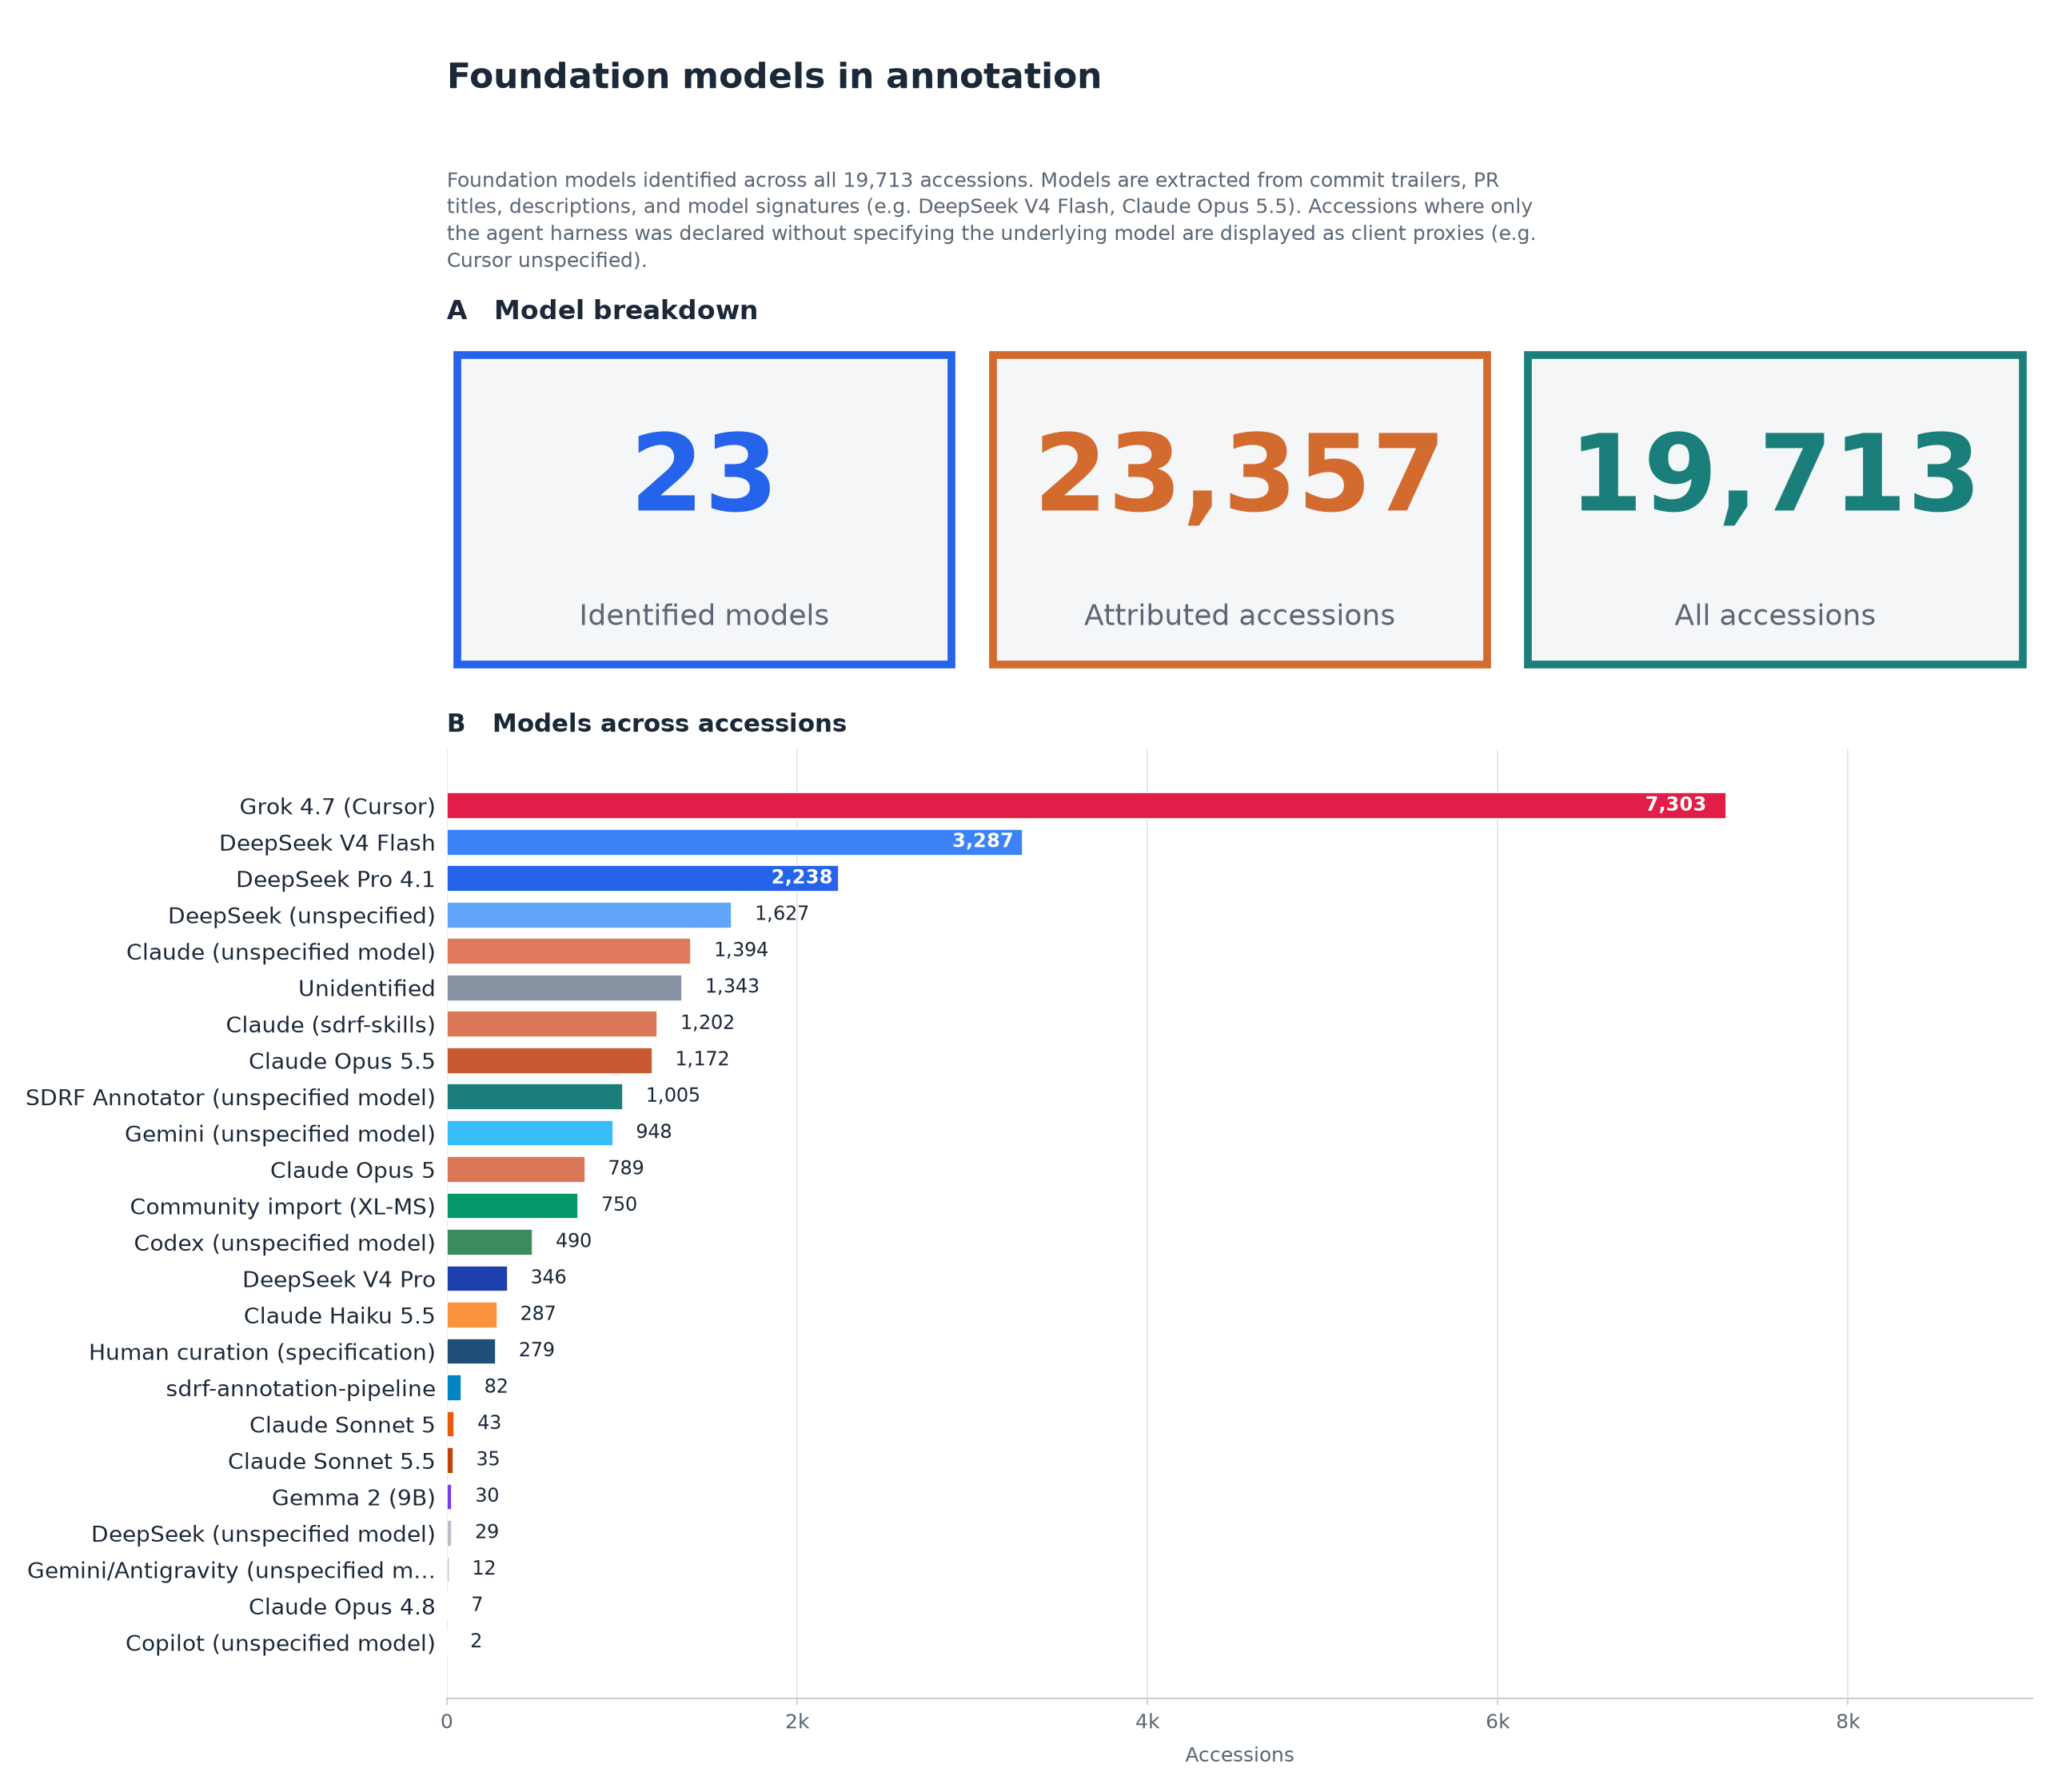 Foundation models in annotation
Foundation models identified across all 19,713 accessions. Models are extracted from commit trailers, PR
titles, descriptions, and model signatures (e.g. DeepSeek V4 Flash, Claude Opus 5.5). Accessions where only
the agent harness was declared without specifying the underlying model are displayed as client proxies (e.g.
Cursor unspecified).
A Model breakdown
23
Identified models
23,357
Attributed accessions
19,713
All accessions
B Models across accessions
Grok 4.7 (Cursor) 7,303
DeepSeek V4 Flash 3,287
DeepSeek Pro 4.1 2,238
DeepSeek (unspecified) 1,627
Claude (unspecified model) 1,394
Unidentified 1,343
Claude (sdrf-skills) 1,202
Claude Opus 5.5 1,172
SDRF Annotator (unspecified model) 1,005
Gemini (unspecified model) 948
Claude Opus 5 789
Community import (XL-MS) 750
Codex (unspecified model) 490
DeepSeek V4 Pro 346
Claude Haiku 5.5 287
Human curation (specification) 279
sdrf-annotation-pipeline 82
Claude Sonnet 5 43
Claude Sonnet 5.5 35
Gemma 2 (9B) 30
DeepSeek (unspecified model) 29
Gemini/Antigravity (unspecified m... 12
Claude Opus 4.8 7
Copilot (unspecified model) 2
0 2k 4k 6k 8k
Accessions